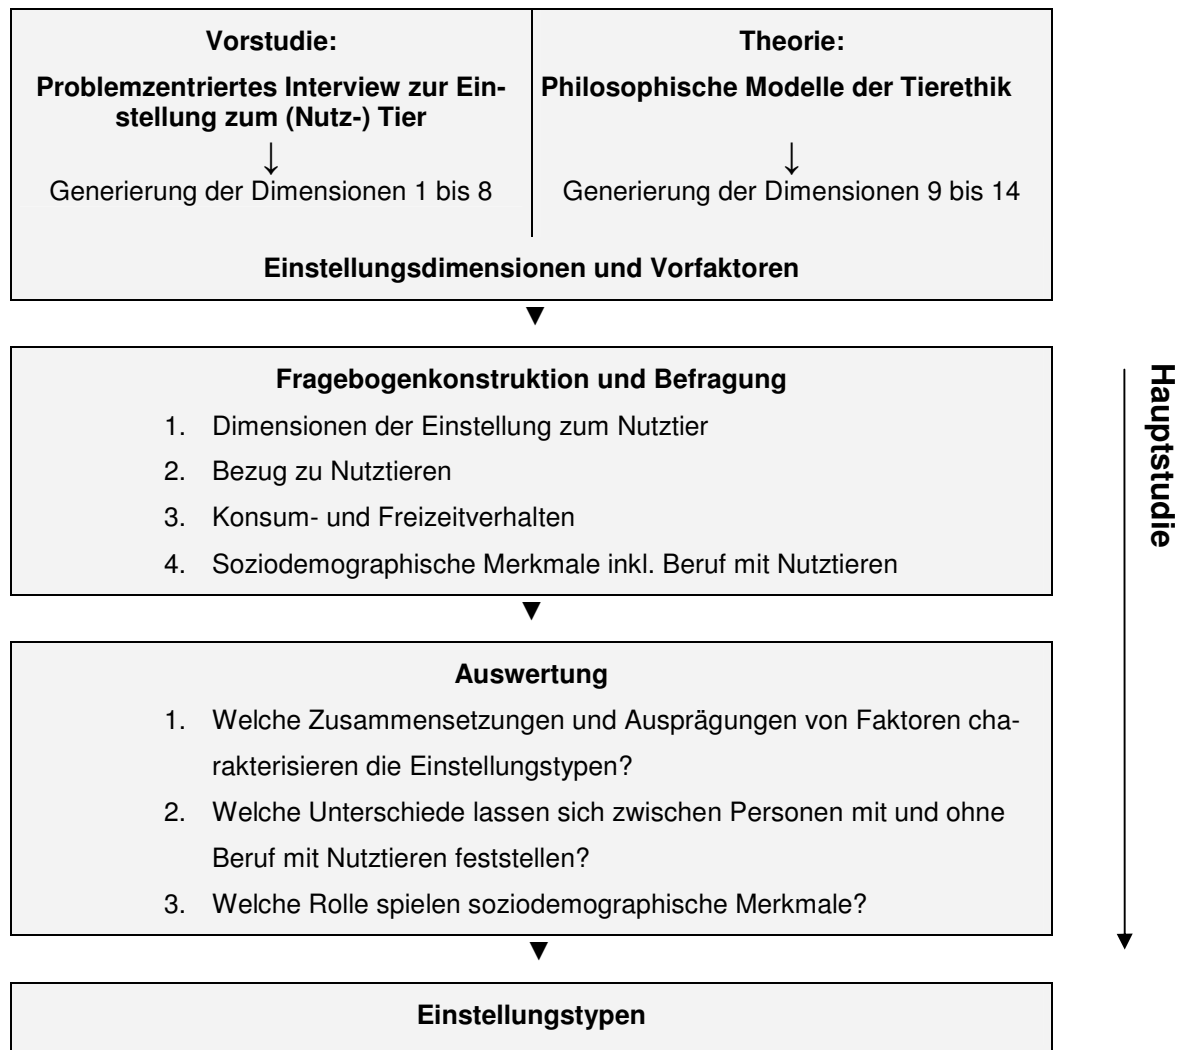 Vorstudie:
Problemzentriertes Interview zur Ein-
stellung zum (Nutz-) Tier
↓
Generierung der Dimensionen 1 bis 8
Theorie:
Philosophische Modelle der Tierethik
↓
Generierung der Dimensionen 9 bis 14
Einstellungsdimensionen und Vorfaktoren
▼
Fragebogenkonstruktion und Befragung
1. Dimensionen der Einstellung zum Nutztier
2. Bezug zu Nutztieren
3. Konsum- und Freizeitverhalten
4. Soziodemographische Merkmale inkl. Beruf mit Nutztieren
▼
Auswertung
1. Welche Zusammensetzungen und Ausprägungen von Faktoren cha-
rakterisieren die Einstellungstypen?
2. Welche Unterschiede lassen sich zwischen Personen mit und ohne
Beruf mit Nutztieren feststellen?
3. Welche Rolle spielen soziodemographische Merkmale?
▼
Einstellungstypen
Hauptstudie